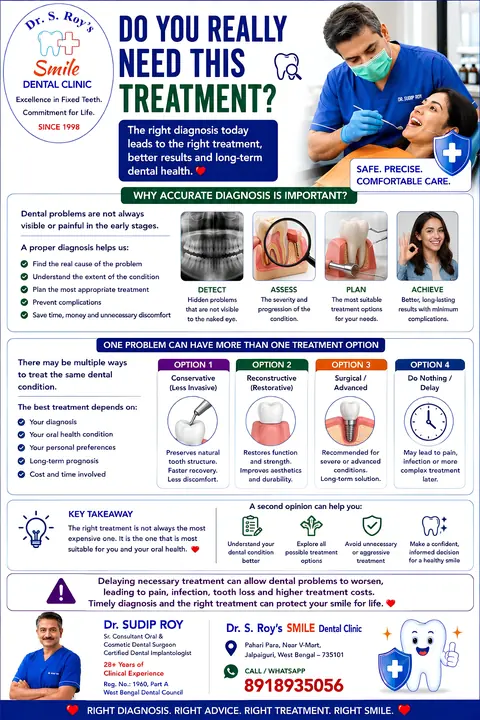 Dr. S. Roy's
Smile
DENTAL CLINIC
Excellence in Fixed Teeth.
Commitment for Life.
SINCE 1998
DO YOU REALLY
NEED THIS
TREATMENT?
The right diagnosis today
leads to the right treatment,
better results and long-term
dental health.
DR. SUDIP ROY
SAFE. PRECISE.
COMFORTABLE CARE.
WHY ACCURATE DIAGNOSIS IS IMPORTANT?
Dental problems are not always
visible or painful in the early stages.
A proper diagnosis helps us:
Find the real cause of the problem
Understand the extent of the condition
Plan the most appropriate treatment
Prevent complications
Save time, money and unnecessary discomfort
DETECT
Hidden problems
that are not visible
to the naked eye.
ASSESS
The severity and
progression of the
condition.
PLAN
The most suitable
treatment options
for your needs.
ACHIEVE
Better, long-lasting
results with minimum
complications.
ONE PROBLEM CAN HAVE MORE THAN ONE TREATMENT OPTION
There may be multiple ways
to treat the same dental
condition.
The best treatment depends on:
Your diagnosis
Your oral health condition
Your personal preferences
Long-term prognosis
Cost and time involved
OPTION 1
Conservative
(Less Invasive)
Preserves natural
tooth structure.
Faster recovery.
Less discomfort.
OPTION 2
Reconstructive
(Restorative)
Restores function
and strength.
Improves aesthetics
and durability.
OPTION 3
Surgical /
Advanced
Recommended for
severe or advanced
conditions.
Long-term solution.
OPTION 4
Do Nothing /
Delay
May lead to pain,
infection or more
complex treatment
later.
KEY TAKEAWAY
The right treatment is not always the most
expensive one. It is the one that is most
suitable for you and your oral health.
A second opinion can help you:
Understand your
dental condition
better
Explore all
possible treatment
options
Avoid unnecessary
or aggressive
treatment
Make a confident,
informed decision
for a healthy smile
Delaying necessary treatment can allow dental problems to worsen,
leading to pain, infection, tooth loss and higher treatment costs.
Timely diagnosis and the right treatment can protect your smile for life.
Dr. SUDIP ROY
Sr. Consultant Oral &
Cosmetic Dental Surgeon
Certified Dental Implantologist
28+ Years of
Clinical Experience
Reg. No.: 1960, Part A
West Bengal Dental Council
Dr. S. Roy's SMILE Dental Clinic
Pahari Para, Near V-Mart,
Jalpaiguri, West Bengal – 735101
CALL / WHATSAPP
8918935056
RIGHT DIAGNOSIS. RIGHT ADVICE. RIGHT TREATMENT. RIGHT SMILE.